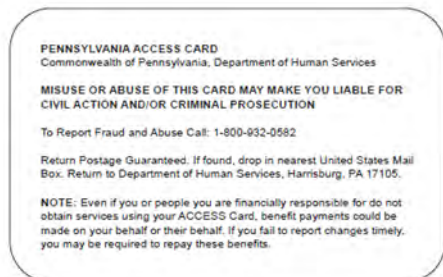 PENNSYLVANIA ACCESS CARD
Commonwealth of Pennsylvania, Department of Human Services
MISUSE OR ABUSE OF THIS CARD MAY MAKE YOU LIABLE FOR
CIVIL ACTION AND/OR CRIMINAL PROSECUTION
To Report Fraud and Abuse Call: 1-800-932-0582
Return Postage Guaranteed. If found, drop in nearest United States Mail
Box. Return to Department of Human Services, Harrisburg, PA 17105.
NOTE: Even if you or people you are financially responsible for do not
obtain services using your ACCESS Card, benefit payments could be
made on your behalf or their behalf. If you fail to report changes timely,
you may be required to repay these benefits.